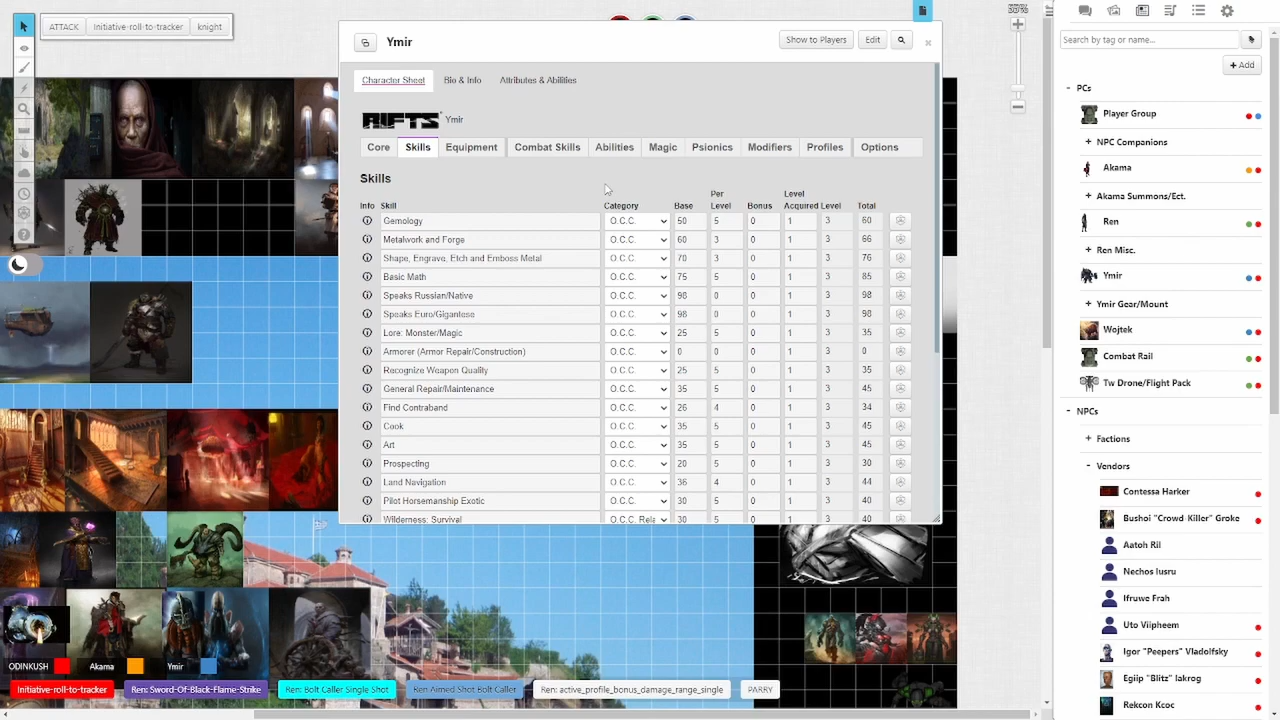 ATTACK Initiative-roll-to-tracker knight
Ymir Show to Players Edit
Search by tag or name...
+ Add
Character Sheet Bio & Info Attributes & Abilities
RIFTS Ymir
Core Skills Equipment Combat Skills Abilities Magic Psionics Modifiers Profiles Options
Skills
Info Skill Category Base Per Level Bonus Level Acquired Level Total
Gemology O.C.C. 50 5 0 1 3 60
Metalwork and Forge O.C.C. 60 3 0 1 3 66
Shape, Engrave, Etch and Emboss Metal O.C.C. 70 3 0 1 3 76
Basic Math O.C.C. 75 5 0 1 3 85
Speaks Russian/Native O.C.C. 98 0 0 1 3 98
Speaks Euro/Gigantese O.C.C. 98 0 0 1 3 98
Lore: Monster/Magic O.C.C. 25 5 0 1 3 35
Armorer (Armor Repair/Construction) O.C.C. 0 0 0 1 3 0
Recognize Weapon Quality O.C.C. 25 5 0 1 3 35
General Repair/Maintenance O.C.C. 35 5 0 1 3 45
Find Contraband O.C.C. 26 4 0 1 3 34
Cook O.C.C. 35 5 0 1 3 45
Art O.C.C. 35 5 0 1 3 45
Prospecting O.C.C. 20 5 0 1 3 30
Land Navigation O.C.C. 36 4 0 1 3 44
Pilot Horsemanship Exotic O.C.C. 30 5 0 1 3 40
Wilderness: Survival O.C.C. Rela 30 5 0 1 3 40
- PCs
Player Group
+ NPC Companions
Akama
+ Akama Summons/Ect.
Ren
+ Ren Misc.
Ymir
+ Ymir Gear/Mount
Wojtek
Combat Rail
Tw Drone/Flight Pack
- NPCs
+ Factions
- Vendors
Contessa Harker
Bushoi "Crowd Killer" Groke
Aatoh Ril
Nechos Iusru
Ifruwe Frah
Uto Viipheem
Igor "Peepers" Vladofsky
Egiip "Blitz" Iakrog
Rekcon Kcoc
ODINKUSH Akama Ymir
Initiative-roll-to-tracker Ren: Sword-Of-Black-Flame-Strike Ren: Bolt Caller Single Shot Ren Aimed Shot Bolt Caller Ren: active_profile_bonus_damage_range_single PARRY